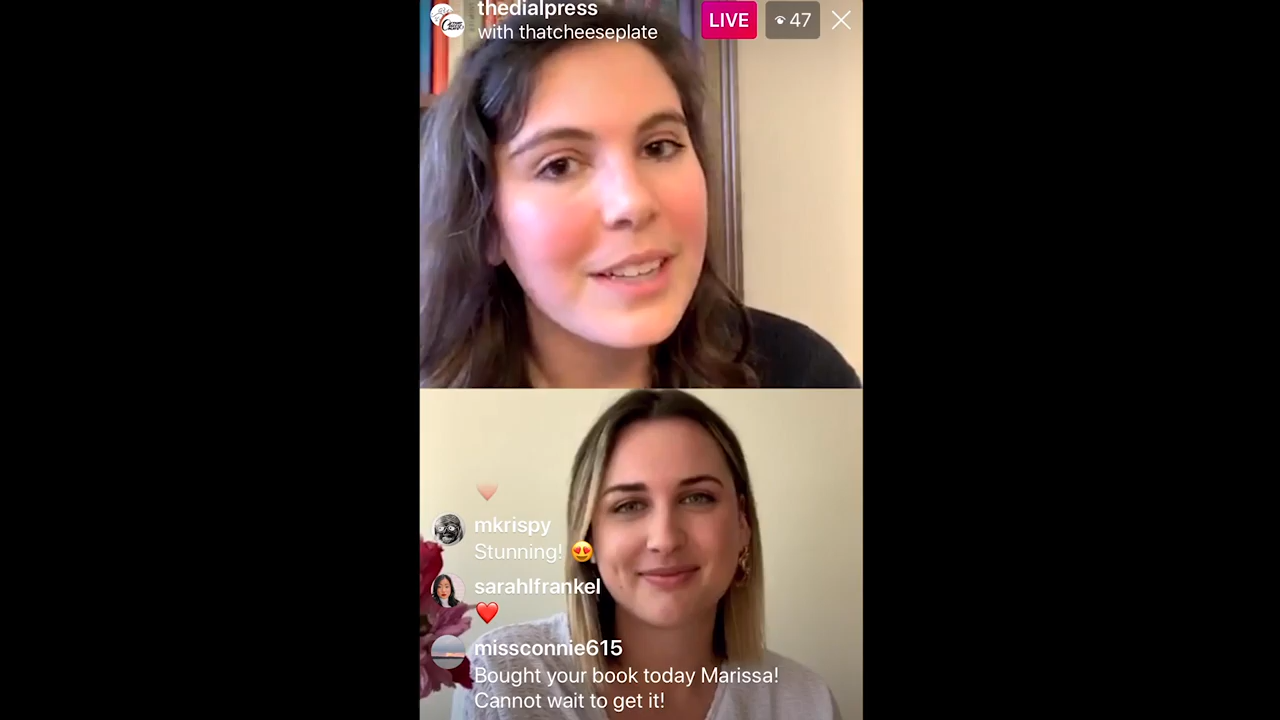 thedialpress
with thatcheeseplate
LIVE
47
mkrispy
Stunning! 😍
sarahlfrankel
❤️
missconnie615
Bought your book today Marissa!
Cannot wait to get it!